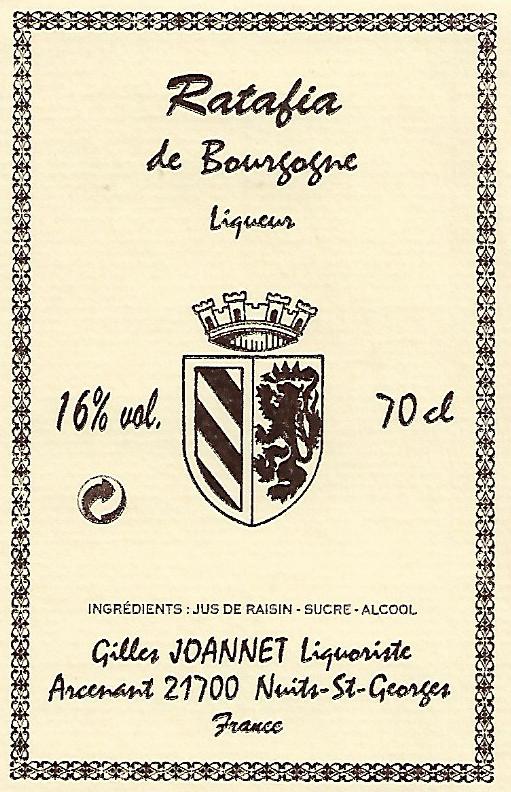 Ratafia
de Bourgogne
Liqueur
16% vol.
70 cl
INGRÉDIENTS : JUS DE RAISIN - SUCRE - ALCOOL
Gilles JOANNET Liquoriste
Arcenant 21700 Nuits-St-Georges
France